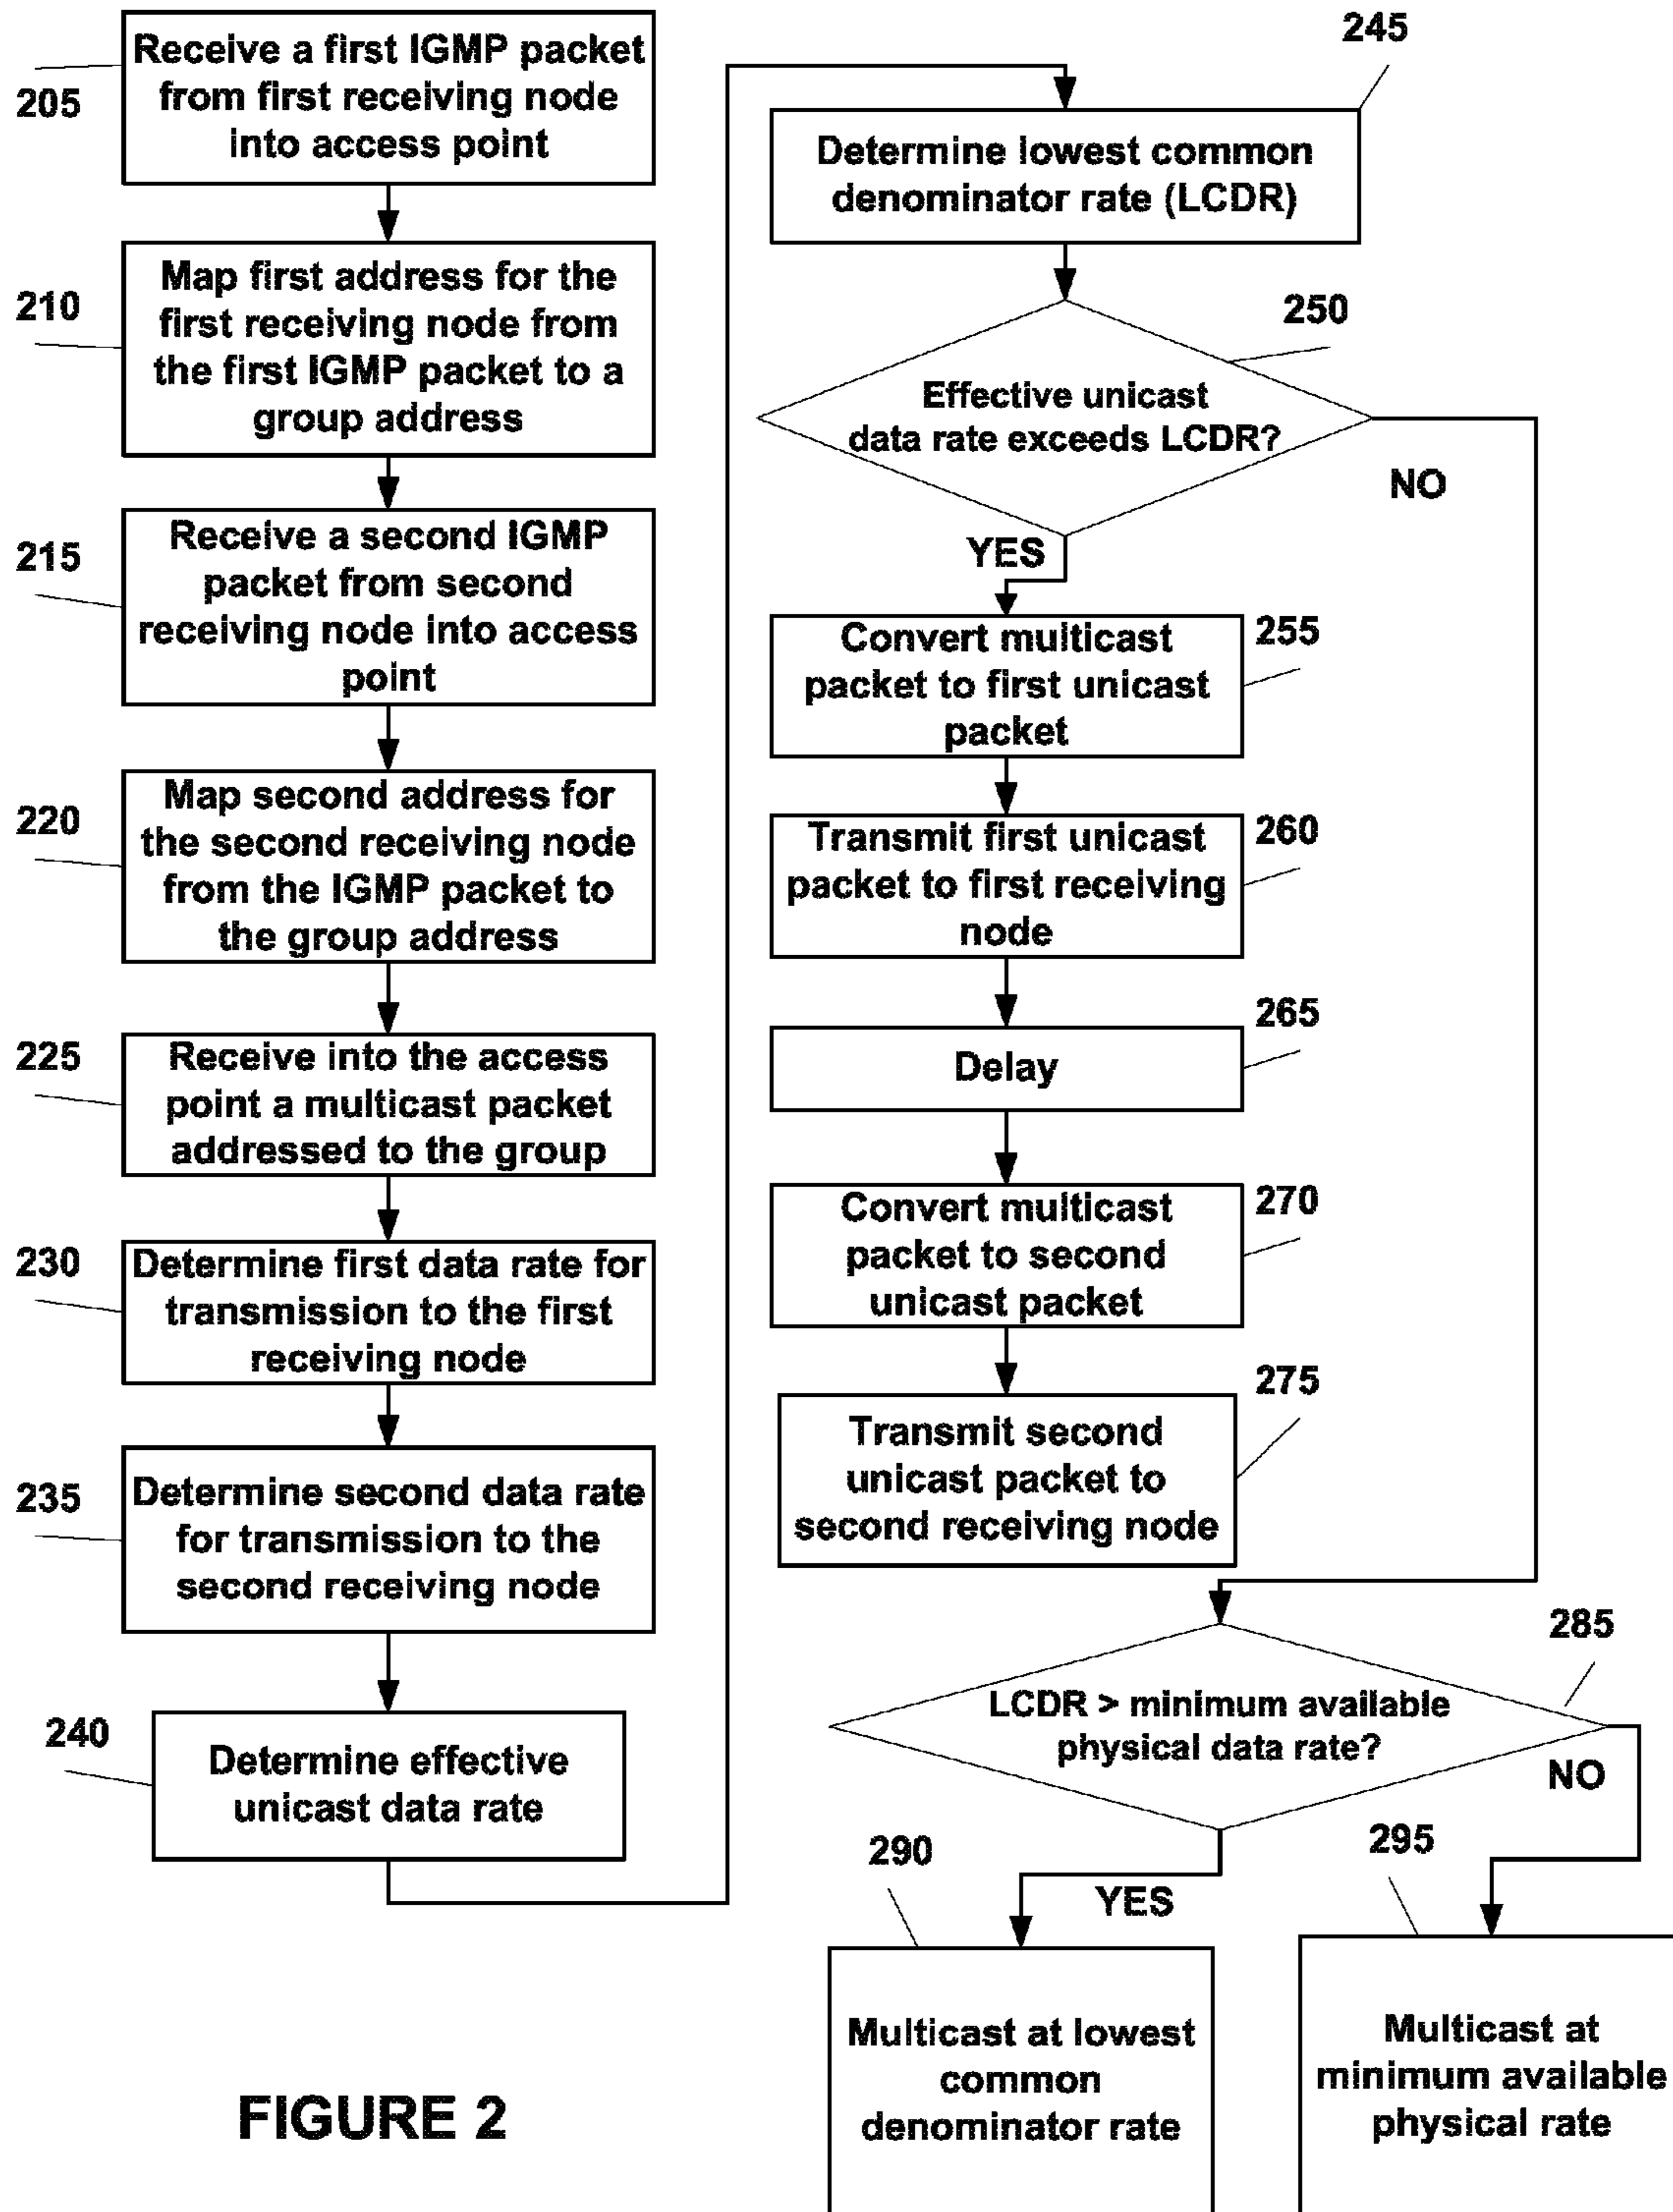 205
Receive a first IGMP packet
from first receiving node
into access point
210
Map first address for the
first receiving node from
the first IGMP packet to a
group address
215
Receive a second IGMP
packet from second
receiving node into access
point
220
Map second address for
the second receiving node
from the IGMP packet to
the group address
225
Receive into the access
point a multicast packet
addressed to the group
230
Determine first data rate for
transmission to the first
receiving node
235
Determine second data rate
for transmission to the
second receiving node
240
Determine effective
unicast data rate
245
Determine lowest common
denominator rate (LCDR)
250
Effective unicast
data rate exceeds LCDR?
NO
YES
255
Convert multicast
packet to first unicast
packet
260
Transmit first unicast
packet to first receiving
node
265
Delay
270
Convert multicast
packet to second
unicast packet
275
Transmit second
unicast packet to
second receiving node
285
LCDR > minimum available
physical data rate?
NO
YES
290
Multicast at lowest
common
denominator rate
295
Multicast at
minimum available
physical rate
FIGURE 2